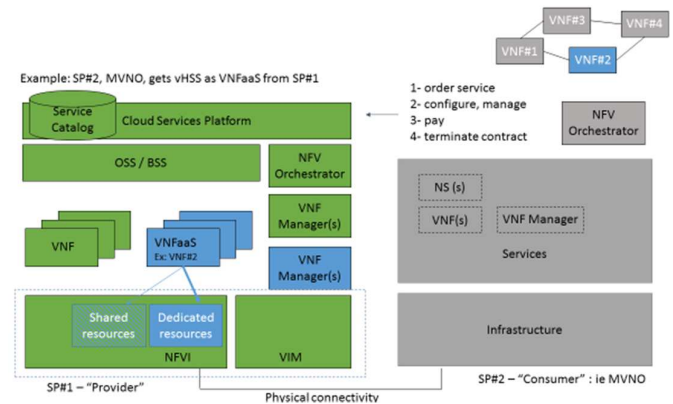 VNF#3
VNF#4
VNF#1
VNF#2
Example: SP#2, MVNO, gets vHSS as VNFaaS from SP#1
1- order service
2- configure, manage
3- pay
4- terminate contract
Service
Catalog
Cloud Services Platform
NFV
Orchestrator
OSS / BSS
NFV
Orchestrator
NS (s)
VNF(s)
VNF Manager
Services
VNF
Manager(s)
VNF
VNFaaS
Ex: VNF#2
VNF
Manager(s)
Shared
resources
Dedicated
resources
NFVI
VIM
Infrastructure
SP#1 – “Provider”
SP#2 – “Consumer” : ie MVNO
Physical connectivity